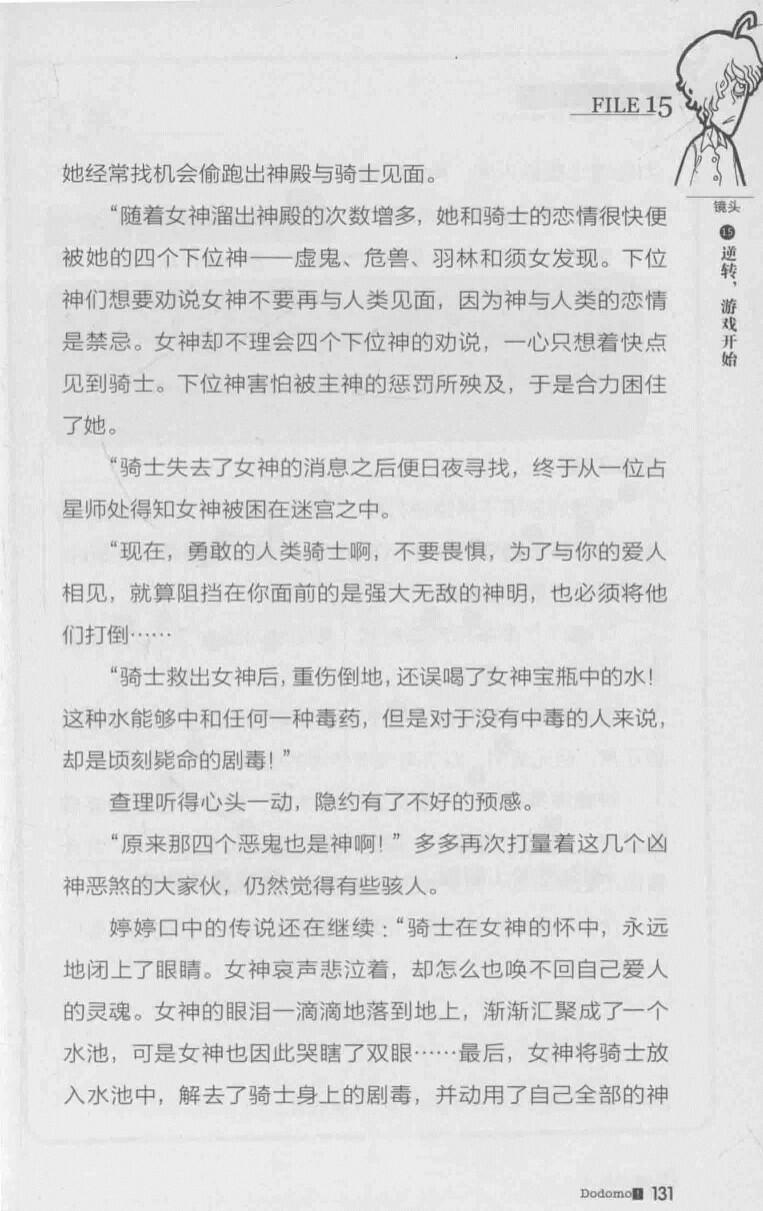 FILE 15
镜头
15
逆转，游戏开始
她经常找机会偷跑出神殿与骑士见面。
“随着女神溜出神殿的次数增多，她和骑士的恋情很快便
被她的四个下位神——虚鬼、危兽、羽林和须女发现。下位
神们想要劝说女神不要再与人类见面，因为神与人类的恋情
是禁忌。女神却不理会四个下位神的劝说，一心只想着快点
见到骑士。下位神害怕被主神的惩罚所殃及，于是合力困住
了她。
“骑士失去了女神的消息之后便日夜寻找，终于从一位占
星师处得知女神被困在迷宫之中。
“现在，勇敢的人类骑士啊，不要畏惧，为了与你的爱人
相见，就算阻挡在你面前的是强大无敌的神明，也必须将他
们打倒……
“骑士救出女神后，重伤倒地，还误喝了女神宝瓶中的水！
这种水能够中和任何一种毒药，但是对于没有中毒的人来说，
却是顷刻毙命的剧毒！”
查理听得心头一动，隐约有了不好的预感。
“原来那四个恶鬼也是神啊！”多多再次打量着这几个凶
神恶煞的大家伙，仍然觉得有些骇人。
婷婷口中的传说还在继续：“骑士在女神的怀中，永远
地闭上了眼睛。女神哀声悲泣着，却怎么也唤不回自己爱人
的灵魂。女神的眼泪一滴滴地落到地上，渐渐汇聚成了一个
水池，可是女神也因此哭瞎了双眼……最后，女神将骑士放
入水池中，解去了骑士身上的剧毒，并动用了自己全部的神
Dodomo! 131